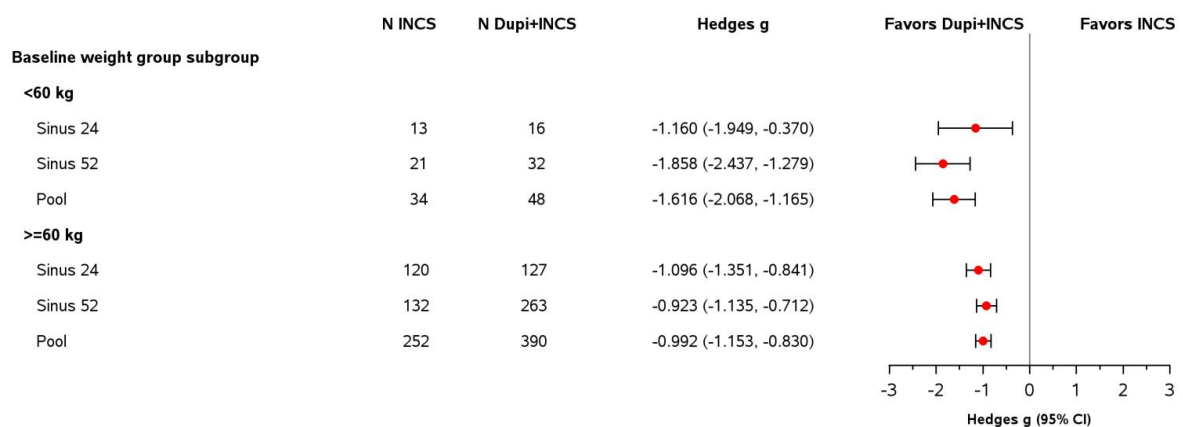 N INCS N Dupi+INCS Hedges g Favors Dupi+INCS Favors INCS
Baseline weight group subgroup
<60 kg
Sinus 24 13 16 -1.160 (-1.949, -0.370)
Sinus 52 21 32 -1.858 (-2.437, -1.279)
Pool 34 48 -1.616 (-2.068, -1.165)
>=60 kg
Sinus 24 120 127 -1.096 (-1.351, -0.841)
Sinus 52 132 263 -0.923 (-1.135, -0.712)
Pool 252 390 -0.992 (-1.153, -0.830)
-3 -2 -1 0 1 2 3
Hedges g (95% CI)